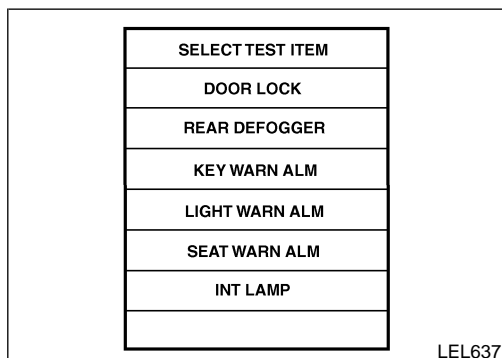 SELECT TEST ITEM
DOOR LOCK
REAR DEFOGGER
KEY WARN ALM
LIGHT WARN ALM
SEAT WARN ALM
INT LAMP
LEL637